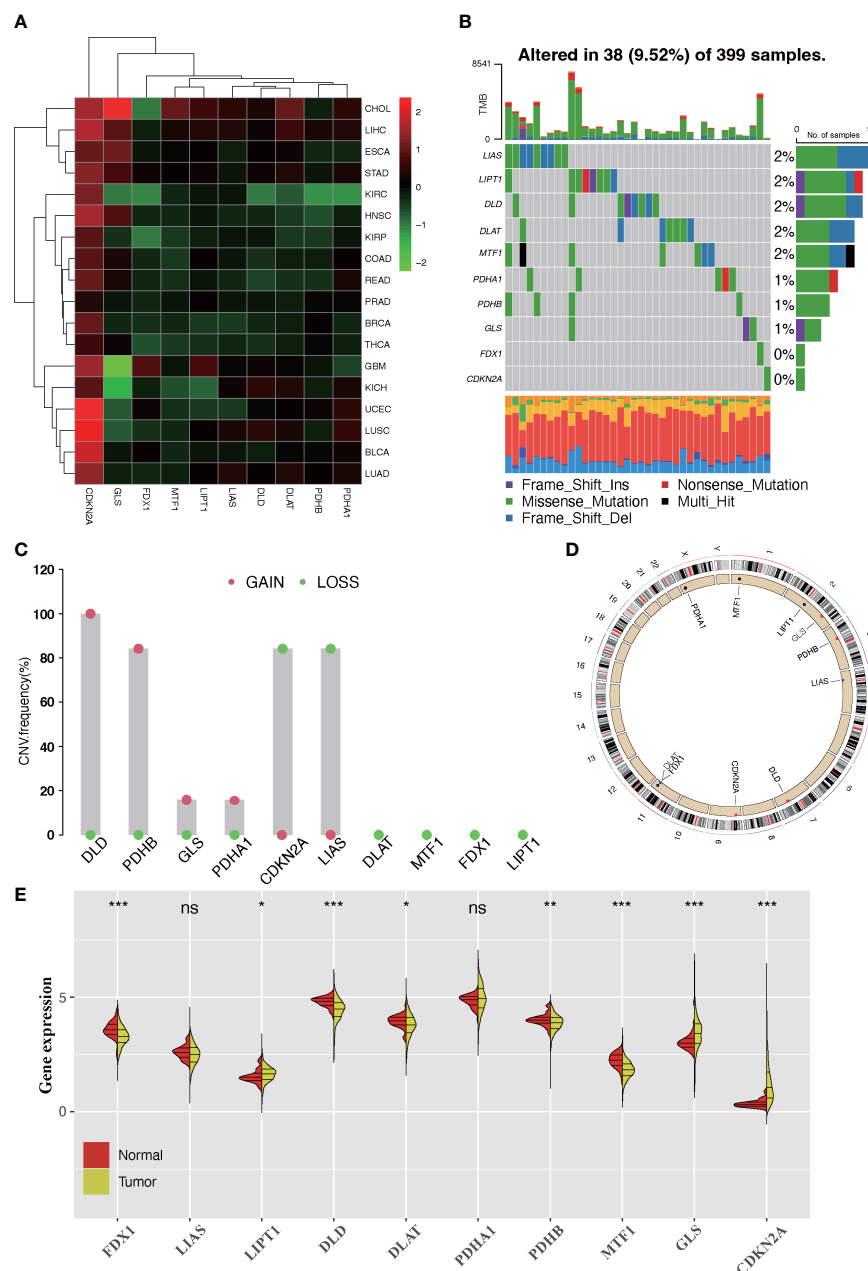 A
CHOL
LIHC
ESCA
STAD
KIRC
HNSC
KIRP
COAD
READ
PRAD
BRCA
THCA
GBM
KICH
UCEC
LUSC
BLCA
LUAD
2
1
0
−1
−2
CDKN2A
GLS
FDX1
MTF1
LIPT1
LIAS
DLD
DLAT
PDHB
PDHA1
B
Altered in 38 (9.52%) of 399 samples.
8541
TMB
0
0
No. of samples
LIAS 2%
LIPT1 2%
DLD 2%
DLAT 2%
MTF1 2%
PDHA1 1%
PDHB 1%
GLS 1%
FDX1 0%
CDKN2A 0%
Frame_Shift_Ins
Nonsense_Mutation
Missense_Mutation
Multi_Hit
Frame_Shift_Del
C
GAIN LOSS
CNV.frequency(%)
120
100
80
60
40
20
0
DLD
PDHB
GLS
PDHA1
CDKN2A
LIAS
DLAT
MTF1
FDX1
LIPT1
D
1
2
6
7
8
9
10
11
12
13
14
15
16
17
18
19
20
21
22
X
Y
MTF1
LIPT1
GLS
PDHB
LIAS
DLD
CDKN2A
DLAT
FDX1
PDHA1
E
*** ns * *** * ns ** *** *** ***
Gene expression
5
0
Normal
Tumor
FDX1
LIAS
LIPT1
DLD
DLAT
PDHA1
PDHB
MTF1
GLS
CDKN2A